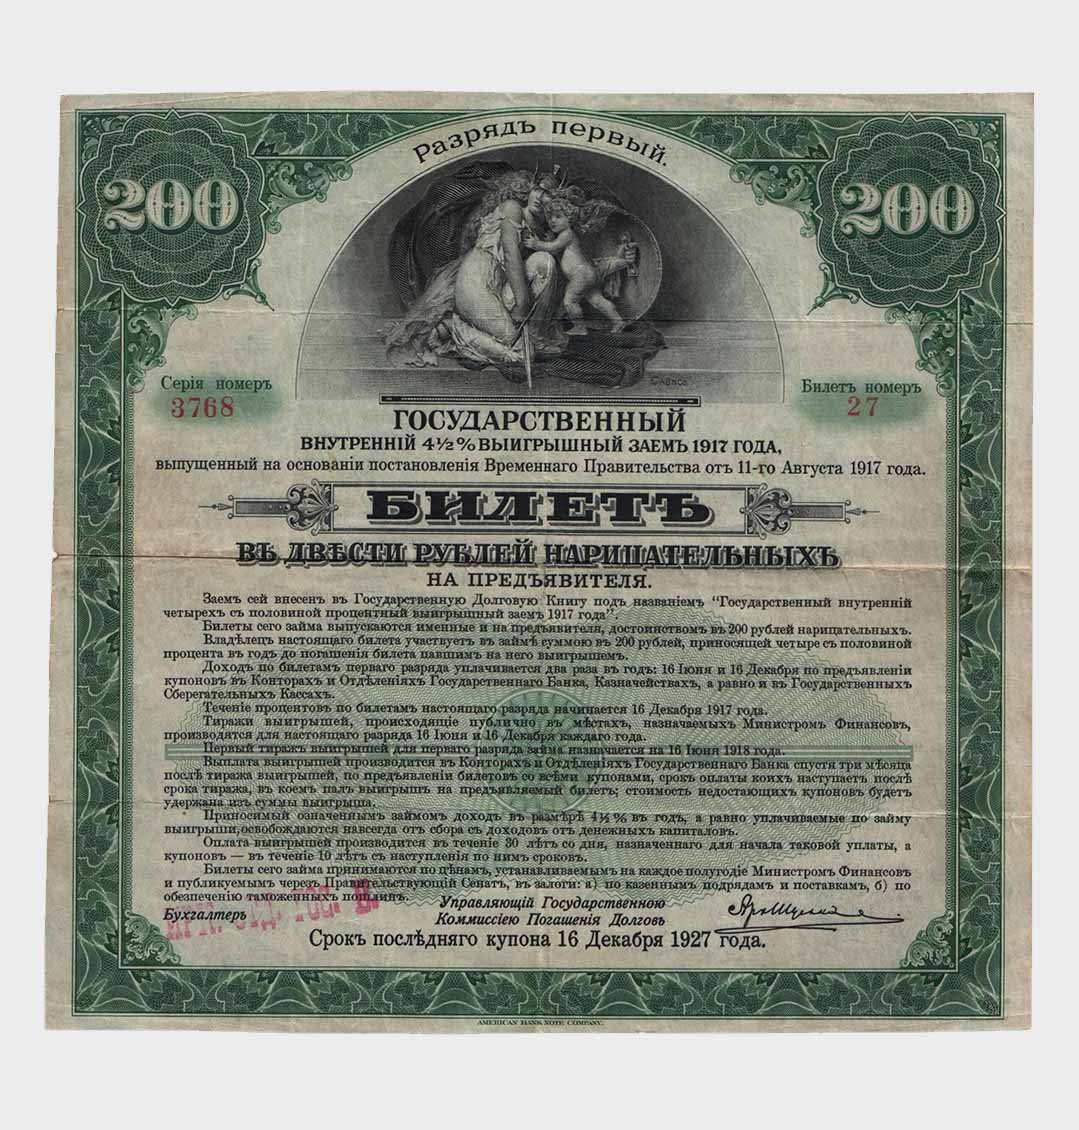 Разрядъ первый.
200
200
Серія номеръ
3768
Билетъ номеръ
27
ГОСУДАРСТВЕННЫЙ
ВНУТРЕННІЙ 4½% ВЫИГРЫШНЫЙ ЗАЕМЪ 1917 ГОДА,
выпущенный на основаніи постановленія Временнаго Правительства отъ 11-го Августа 1917 года.
БИЛЕТЪ
ВЪ ДВѢСТИ РУБЛЕЙ НАРИЦАТЕЛЬНЫХЪ
НА ПРЕДЪЯВИТЕЛЯ.
Заемъ сей внесенъ въ Государственную Долговую Книгу подъ названіемъ "Государственный внутренній
четырехъ съ половиной процентный выигрышный заемъ 1917 года".
Билеты сего займа выпускаются именные и на предъявителя, достоинствомъ въ 200 рублей нарицательныхъ.
Владѣлецъ настоящаго билета участвуетъ въ займѣ суммою въ 200 рублей, приносящей четыре съ половиной
процента въ годъ до погашенія билета павшимъ на него выигрышемъ.
Доходъ по билетамъ перваго разряда уплачивается два раза въ годъ: 16 Іюня и 16 Декабря по предъявленіи
купоновъ въ Конторахъ и Отдѣленіяхъ Государственнаго Банка, Казначействахъ, а равно и въ Государственныхъ
Сберегательныхъ Кассахъ.
Теченіе процентовъ по билетамъ настоящаго разряда начинается 16 Декабря 1917 года.
Тиражи выигрышей, происходящіе публично въ мѣстахъ, назначаемыхъ Министромъ Финансовъ,
производятся для настоящаго разряда 16 Іюня и 16 Декабря каждаго года.
Первый тиражъ выигрышей для перваго разряда займа назначается на 16 Іюня 1918 года.
Выплата выигрышей производится въ Конторахъ и Отдѣленіяхъ Государственнаго Банка спустя три мѣсяца
послѣ тиража выигрышей, по предъявленіи билетовъ со всѣми купонами, срокъ оплаты коихъ наступаетъ послѣ
срока тиража, въ коемъ палъ выигрышъ на предъявляемый билетъ; стоимость недостающихъ купоновъ будетъ
удержана изъ суммы выигрыша.
Приносимый означеннымъ займомъ доходъ въ размѣрѣ 4½% въ годъ, а равно уплачиваемые по займу
выигрыши, освобождаются навсегда отъ сбора съ доходовъ отъ денежныхъ капиталовъ.
Оплата выигрышей производится въ теченіе 30 лѣтъ со дня, назначеннаго для начала таковой уплаты, а
купоновъ — въ теченіе 10 лѣтъ съ наступленія по нимъ сроковъ.
Билеты сего займа принимаются по цѣнамъ, устанавливаемымъ на каждое полугодіе Министромъ Финансовъ
и публикуемымъ черезъ Правительствующій Сенатъ, въ залоги: а) по казеннымъ подрядамъ и поставкамъ, б) по
обезпеченію таможенныхъ пошлинъ.
ИРК. ОТД. ГОС. Б.
Бухгалтеръ
Управляющій Государственною
Коммиссіею Погашенія Долговъ
Срокъ послѣдняго купона 16 Декабря 1927 года.
AMERICAN BANK NOTE COMPANY.